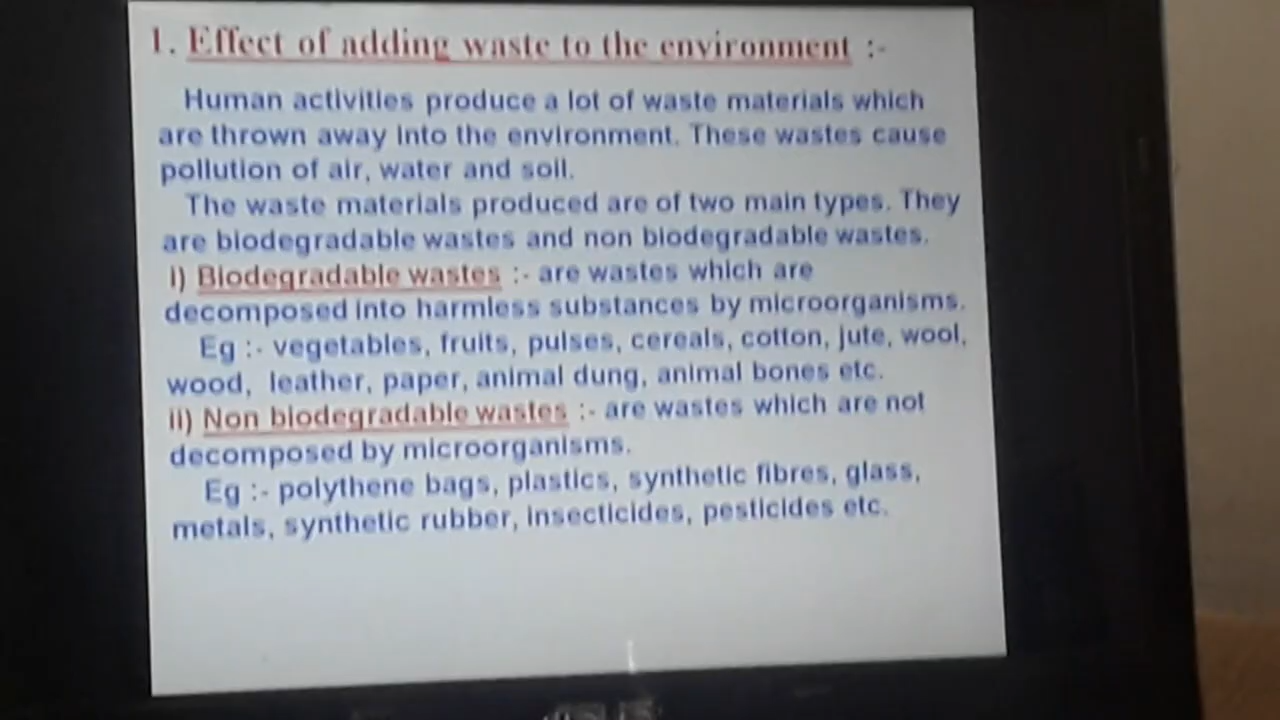 1. Effect of adding waste to the environment :-
Human activities produce a lot of waste materials which
are thrown away into the environment. These wastes cause
pollution of air, water and soil.
The waste materials produced are of two main types. They
are biodegradable wastes and non biodegradable wastes.
i) Biodegradable wastes :- are wastes which are
decomposed into harmless substances by microorganisms.
Eg :- vegetables, fruits, pulses, cereals, cotton, jute, wool,
wood, leather, paper, animal dung, animal bones etc.
ii) Non biodegradable wastes :- are wastes which are not
decomposed by microorganisms.
Eg :- polythene bags, plastics, synthetic fibres, glass,
metals, synthetic rubber, insecticides, pesticides etc.